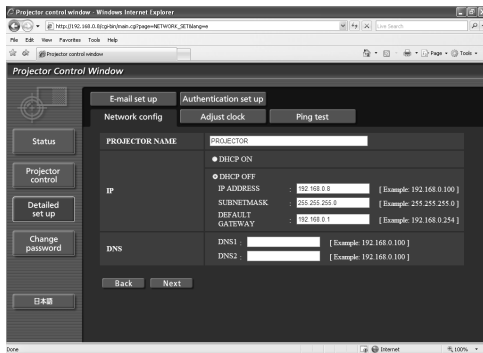 Projector control window - Windows Internet Explorer
http://192.168.0.8/cgi-bin/main.cgi?page=NETWORK_SET&lang=e
Live Search
File Edit View Favorites Tools Help
Projector control window
Page Tools
Projector Control Window
E-mail set up Authentication set up
Network config Adjust clock Ping test
Status
Projector control
Detailed set up
Change password
日本語
PROJECTOR NAME PROJECTOR
DHCP ON
DHCP OFF
IP
IP ADDRESS : 192.168.0.8 [ Example: 192.168.0.100 ]
SUBNETMASK : 255.255.255.0 [ Example: 255.255.255.0 ]
DEFAULT GATEWAY : 192.168.0.1 [ Example: 192.168.0.254 ]
DNS
DNS1 : [ Example: 192.168.0.100 ]
DNS2 : [ Example: 192.168.0.100 ]
Back Next
Done Internet 100%